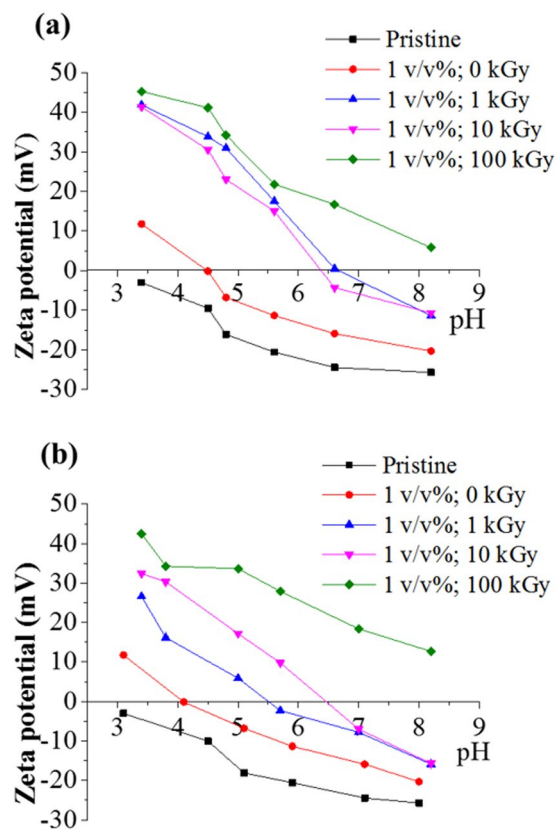 (a)
Pristine
1 v/v%; 0 kGy
1 v/v%; 1 kGy
1 v/v%; 10 kGy
1 v/v%; 100 kGy
50
40
30
20
10
0
-10
-20
-30
3 4 5 6 7 8 9
pH
Zeta potential (mV)
(b)
Pristine
1 v/v%; 0 kGy
1 v/v%; 1 kGy
1 v/v%; 10 kGy
1 v/v%; 100 kGy
50
40
30
20
10
0
-10
-20
-30
3 4 5 6 7 8 9
pH
Zeta potential (mV)